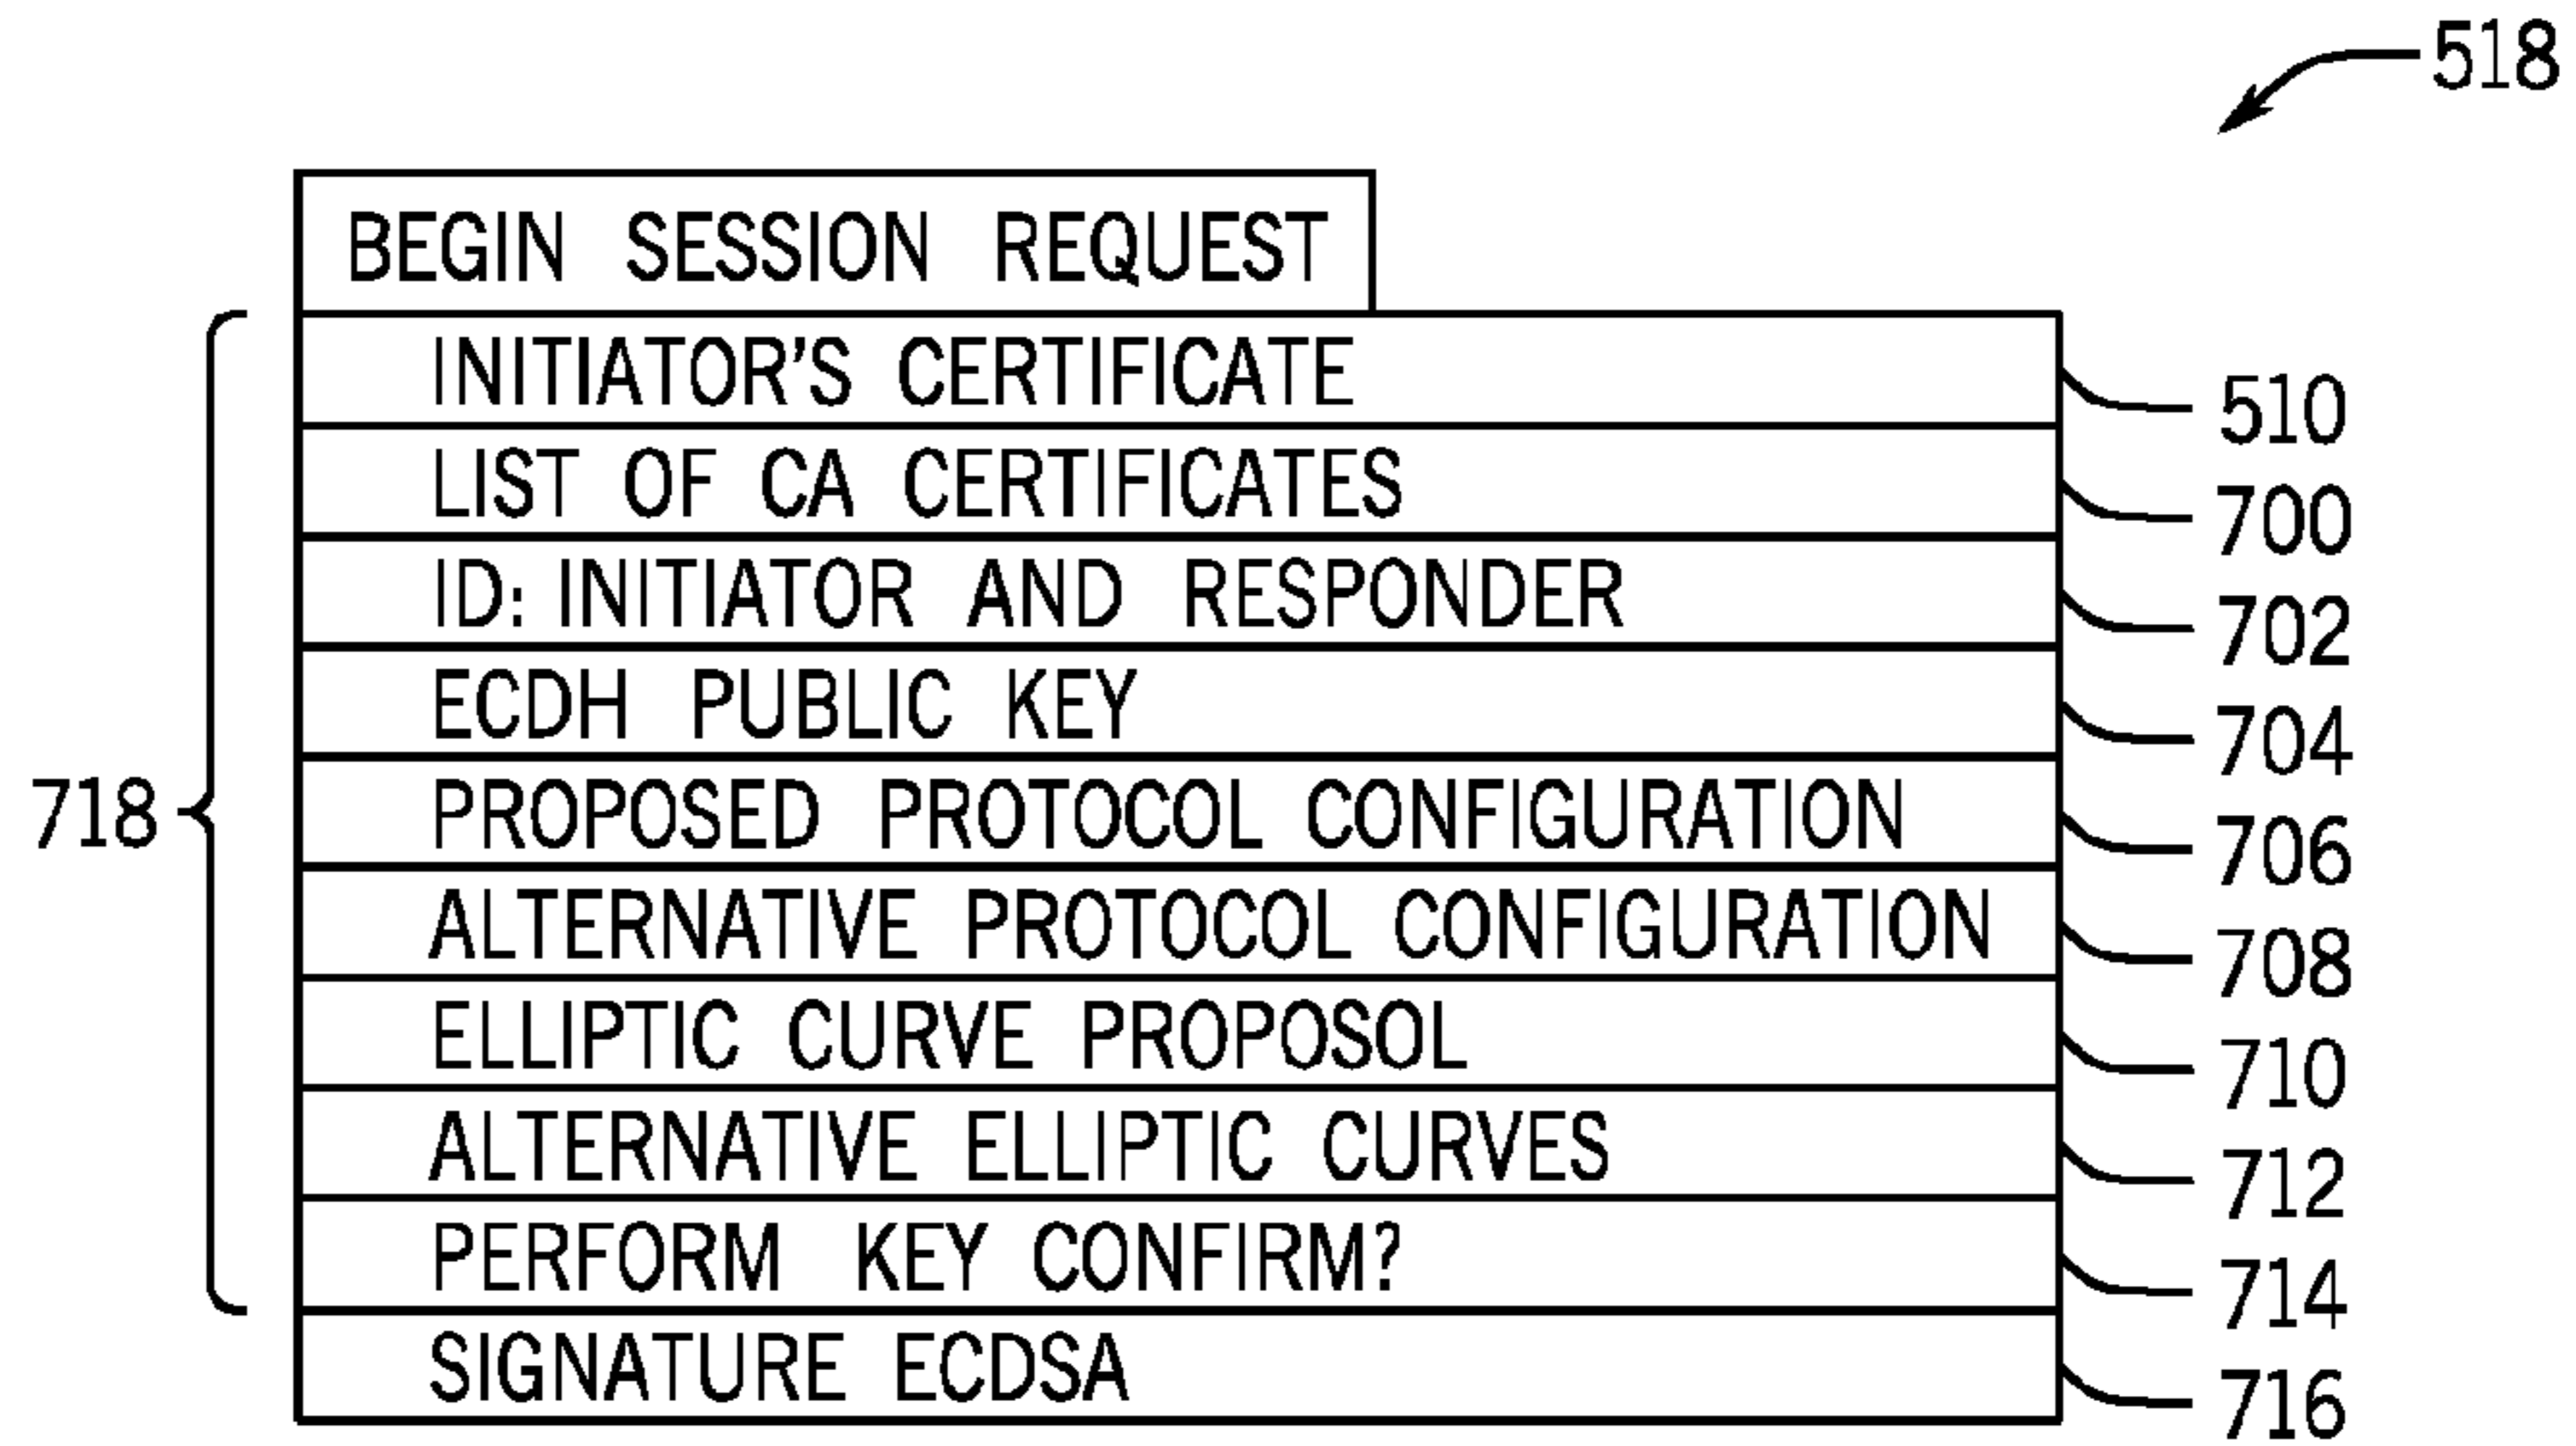 518
BEGIN SESSION REQUEST
INITIATOR'S CERTIFICATE
510
LIST OF CA CERTIFICATES
700
ID: INITIATOR AND RESPONDER
702
ECDH PUBLIC KEY
704
718
PROPOSED PROTOCOL CONFIGURATION
706
ALTERNATIVE PROTOCOL CONFIGURATION
708
ELLIPTIC CURVE PROPOSOL
710
ALTERNATIVE ELLIPTIC CURVES
712
PERFORM KEY CONFIRM?
714
SIGNATURE ECDSA
716